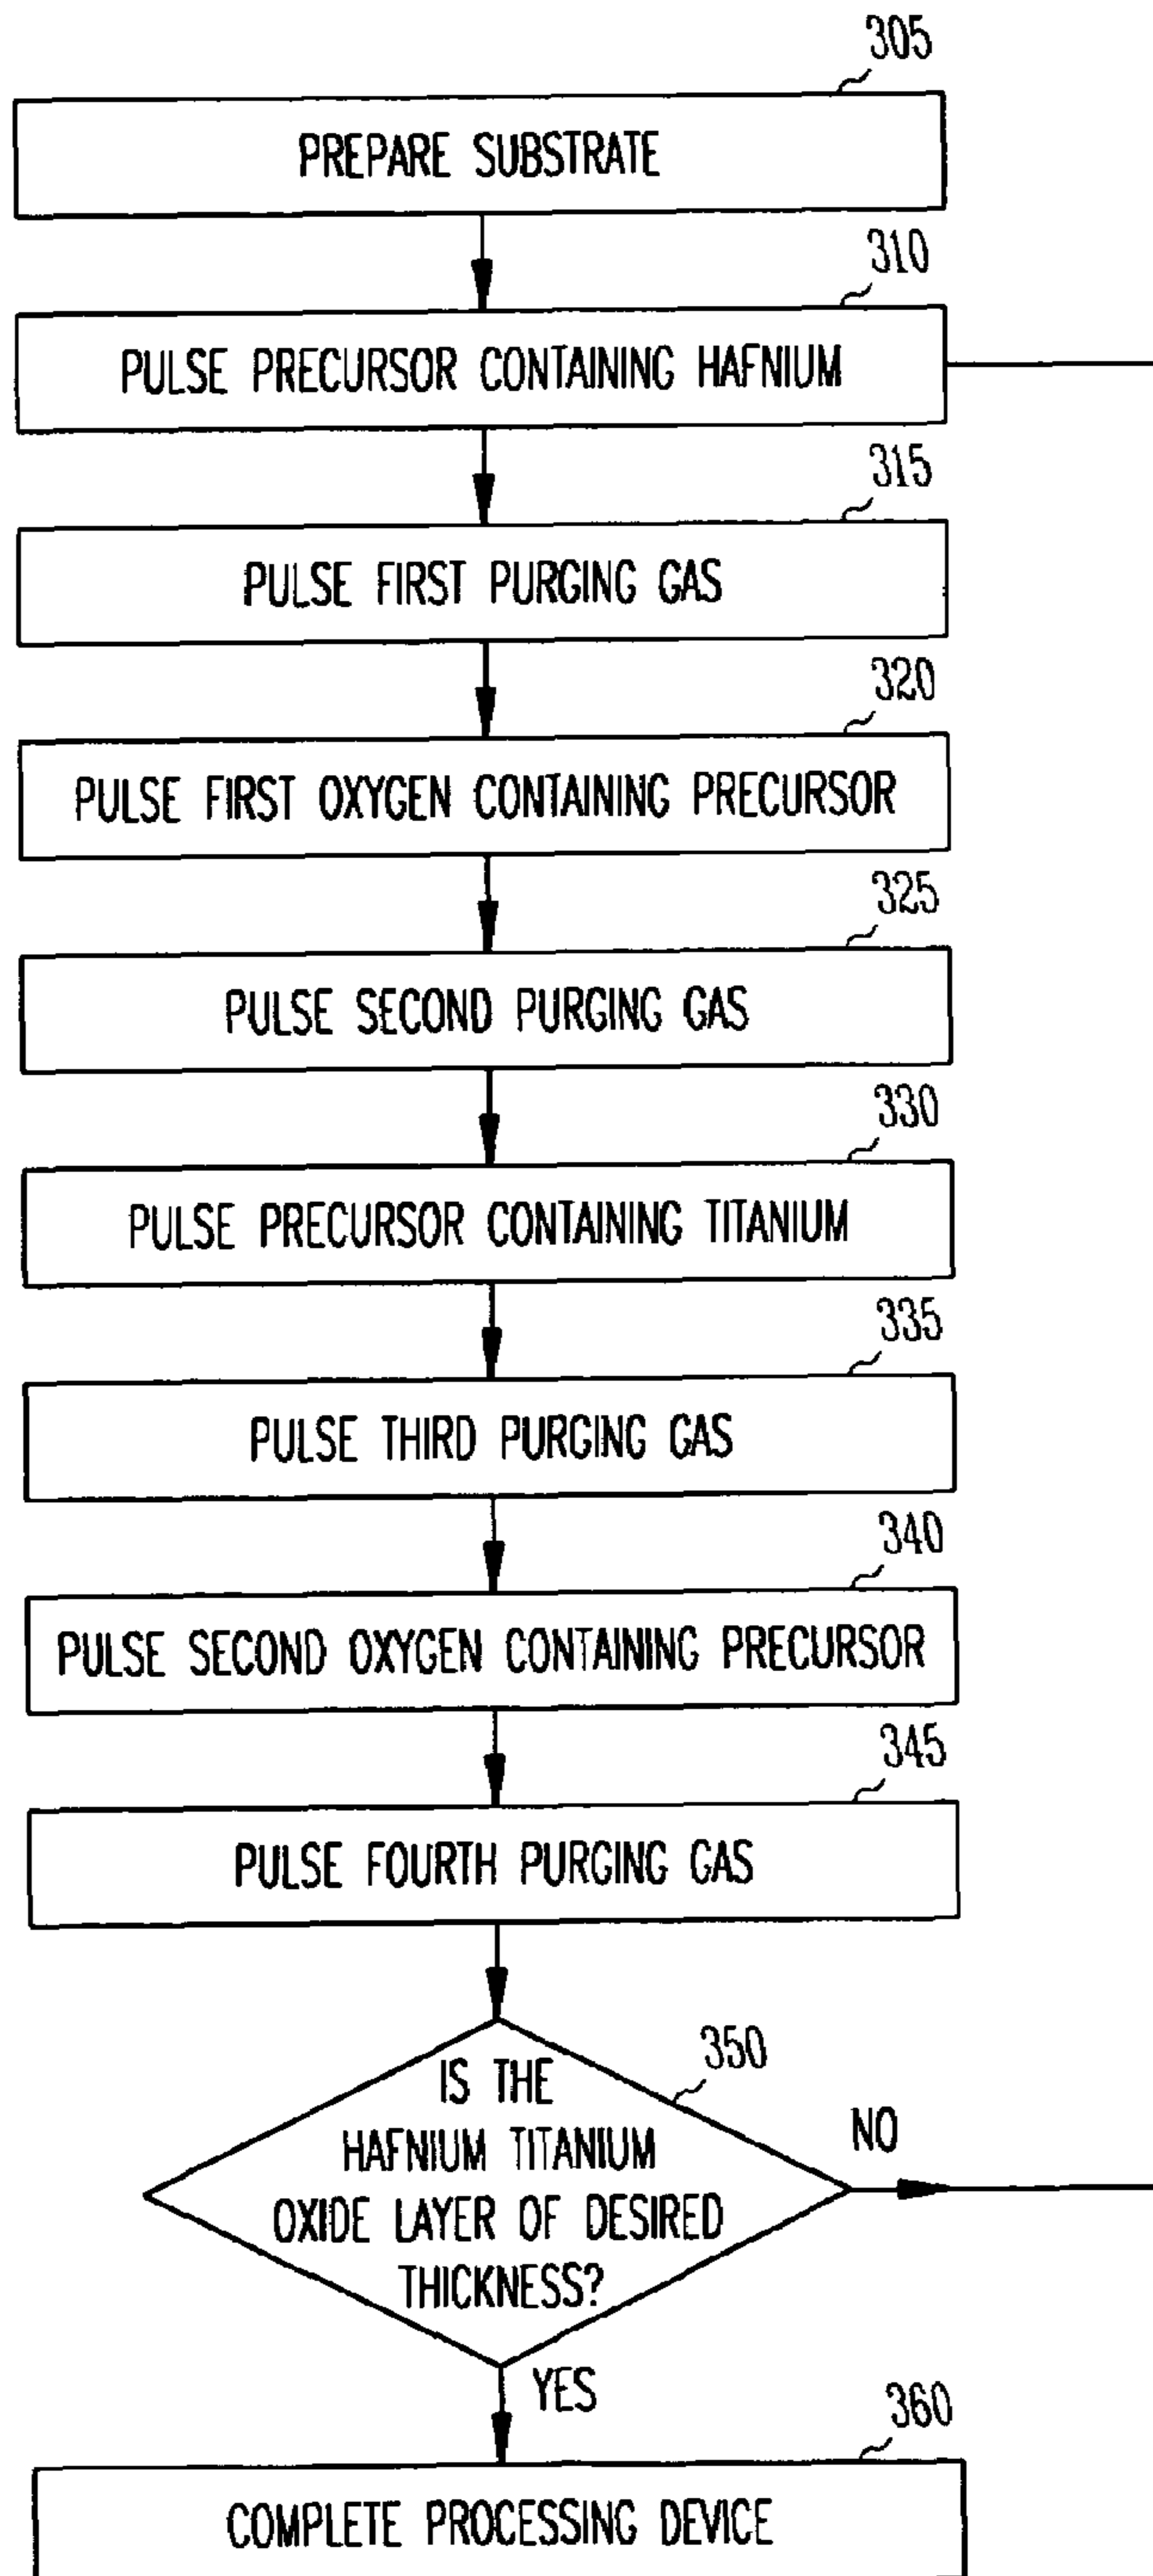 305
PREPARE SUBSTRATE
310
PULSE PRECURSOR CONTAINING HAFNIUM
315
PULSE FIRST PURGING GAS
320
PULSE FIRST OXYGEN CONTAINING PRECURSOR
325
PULSE SECOND PURGING GAS
330
PULSE PRECURSOR CONTAINING TITANIUM
335
PULSE THIRD PURGING GAS
340
PULSE SECOND OXYGEN CONTAINING PRECURSOR
345
PULSE FOURTH PURGING GAS
350
IS THE
HAFNIUM TITANIUM
OXIDE LAYER OF DESIRED
THICKNESS?
NO
YES
360
COMPLETE PROCESSING DEVICE